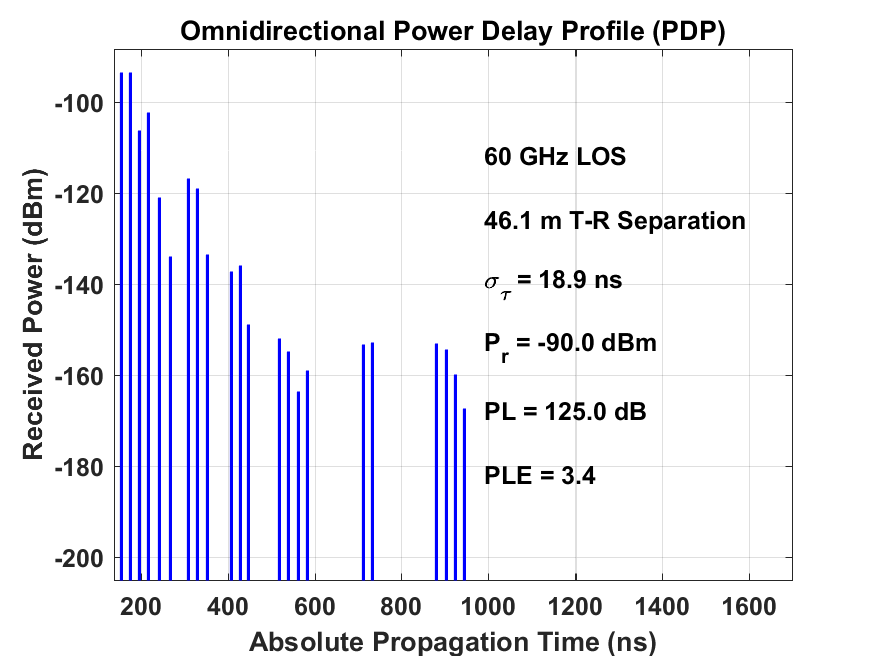 Omnidirectional Power Delay Profile (PDP)
Received Power (dBm)
-100
-120
-140
-160
-180
-200
60 GHz LOS
46.1 m T-R Separation
σ_τ = 18.9 ns
P_r = -90.0 dBm
PL = 125.0 dB
PLE = 3.4
200 400 600 800 1000 1200 1400 1600
Absolute Propagation Time (ns)